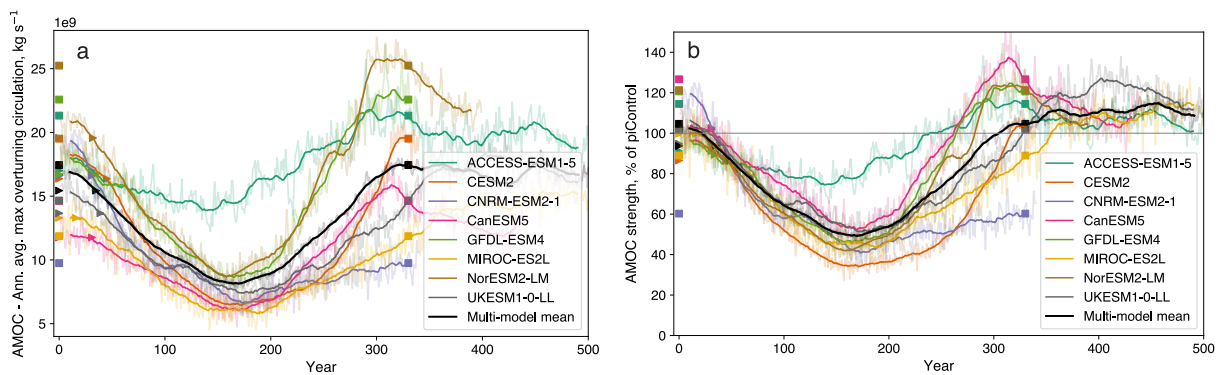 1e9
a
AMOC - Ann. avg. max overturning circulation, kg s⁻¹
25
20
15
10
5
0
100
200
300
400
500
Year
ACCESS-ESM1-5
CESM2
CNRM-ESM2-1
CanESM5
GFDL-ESM4
MIROC-ES2L
NorESM2-LM
UKESM1-0-LL
Multi-model mean
b
AMOC strength, % of piControl
140
120
100
80
60
40
20
0
0
100
200
300
400
500
Year
ACCESS-ESM1-5
CESM2
CNRM-ESM2-1
CanESM5
GFDL-ESM4
MIROC-ES2L
NorESM2-LM
UKESM1-0-LL
Multi-model mean